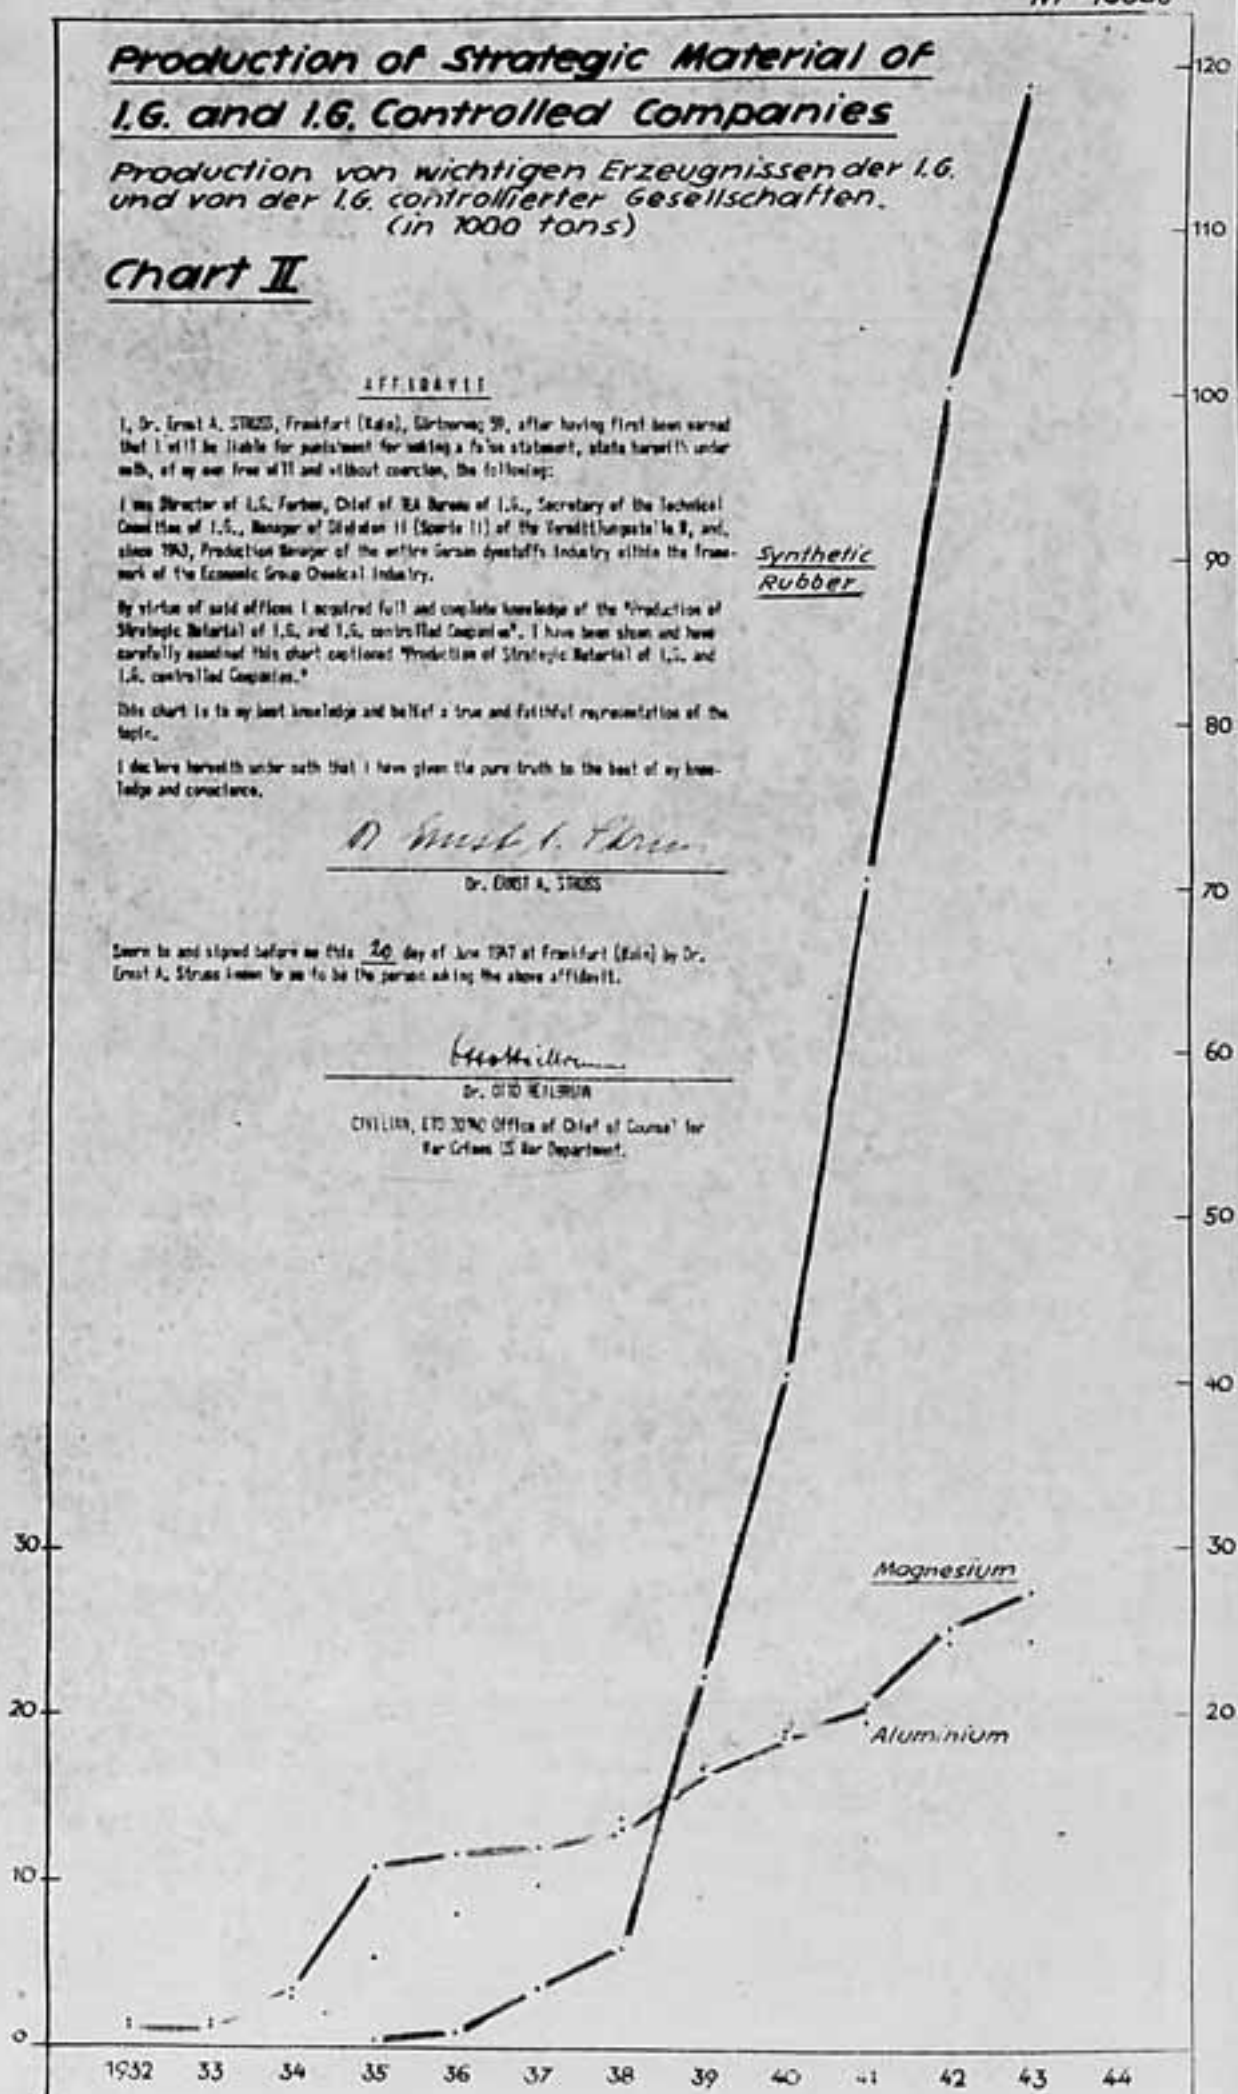 Production of Strategic Material of
I.G. and I.G. Controlled Companies
Production von wichtigen Erzeugnissen der I.G.
und von der I.G. controllierter Gesellschaften.
(in 1000 tons)
Chart II
AFFIDAVIT
I, Dr. Ernst A. STRUSS, Frankfurt (Main), 59, after having first been warned
that I will be liable for punishment for making a false statement, state herewith under
oath, of my own free will and without coercion, the following:
I was Director of I.G. Farben, Chief of TEA Bureau of I.G., Secretary of the Technical
Committee of I.G., Manager of Division II (Sparte II) of the and,
since 1943, Production Manager of the entire German dyestuffs industry within the frame-
work of the Economic Group Chemical Industry.
By virtue of said offices I acquired full and complete knowledge of the "Production of
Strategic Material of I.G. and I.G. controlled Companies". I have been shown and have
carefully examined this chart captioned "Production of Strategic Material of I.G. and
I.G. controlled Companies."
This chart is to my best knowledge and belief a true and faithful representation of the
topic.
I declare herewith under oath that I have given the pure truth to the best of my know-
ledge and conscience.
Dr. ERNST A. STRUSS
Sworn to and signed before me this 20 day of June 1947 at Frankfurt (Main) by Dr.
Ernst A. Struss known to me to be the person making the above affidavit.
Dr. OTTO HEILBRUNN
CIVILIAN, ETO Office of Chief of Counsel for
War Crimes US War Department.
Synthetic
Rubber
Magnesium
Aluminium
120
110
100
90
80
70
60
50
40
30
20
30
20
10
0
1932 33 34 35 36 37 38 39 40 41 42 43 44